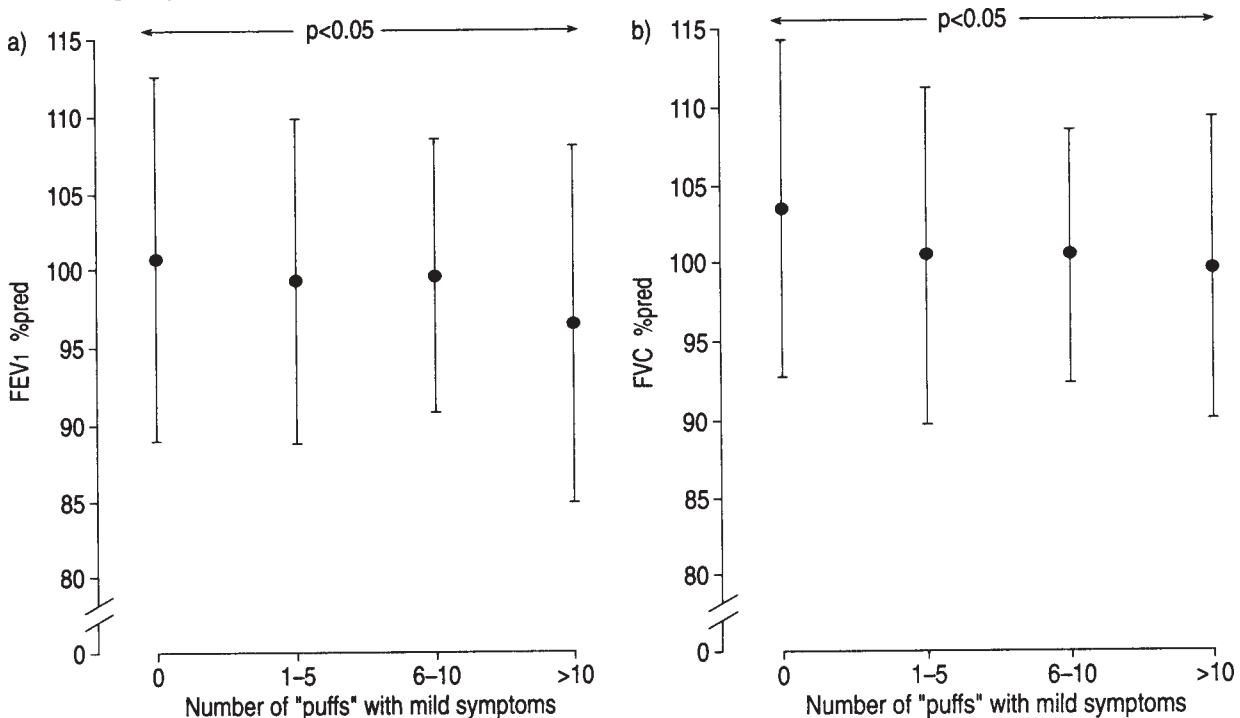 a)
p<0.05
115
110
105
100
95
90
85
80
0
FEV1 %pred
0 1–5 6–10 >10
Number of "puffs" with mild symptoms
b)
p<0.05
115
110
105
100
95
90
85
80
0
FVC %pred
0 1–5 6–10 >10
Number of "puffs" with mild symptoms